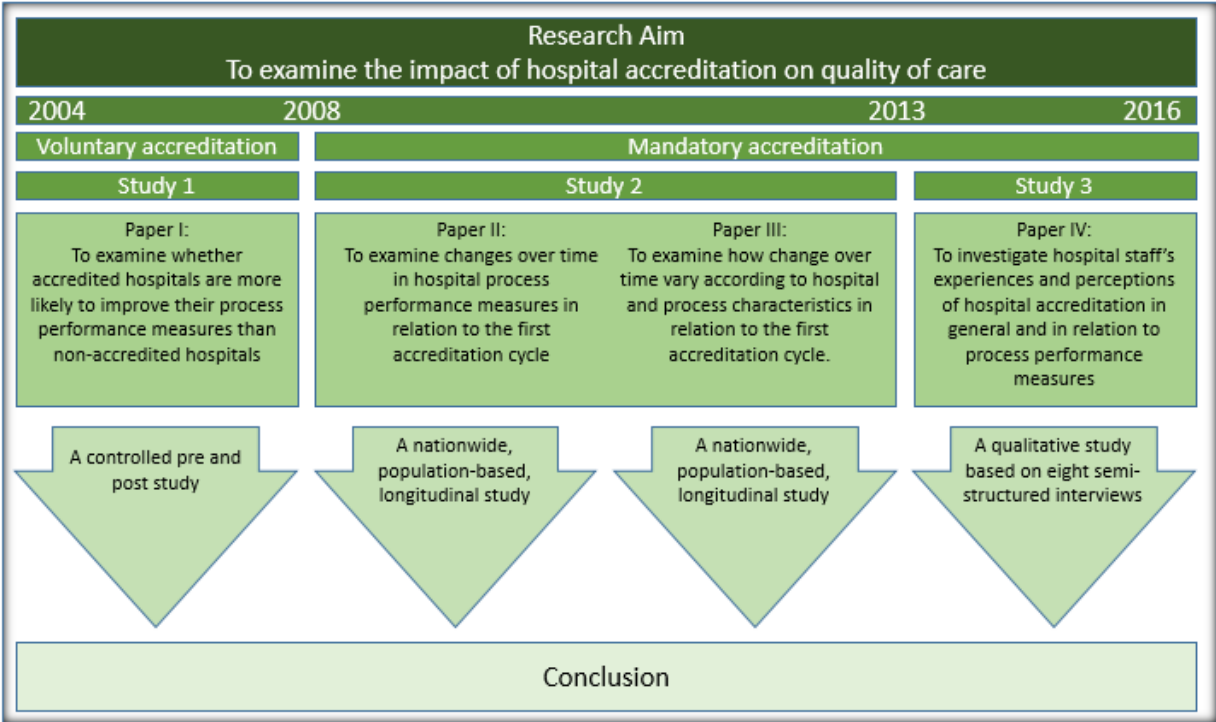 Research Aim
To examine the impact of hospital accreditation on quality of care
2004 2008 2013 2016
Voluntary accreditation Mandatory accreditation
Study 1 Study 2 Study 3
Paper I:
To examine whether
accredited hospitals are more
likely to improve their process
performance measures than
non-accredited hospitals
Paper II:
To examine changes over time
in hospital process
performance measures in
relation to the first
accreditation cycle
Paper III:
To examine how change over
time vary according to hospital
and process characteristics in
relation to the first
accreditation cycle.
Paper IV:
To investigate hospital staff's
experiences and perceptions
of hospital accreditation in
general and in relation to
process performance
measures
A controlled pre and
post study
A nationwide,
population-based,
longitudinal study
A nationwide,
population-based,
longitudinal study
A qualitative study
based on eight semi-
structured interviews
Conclusion